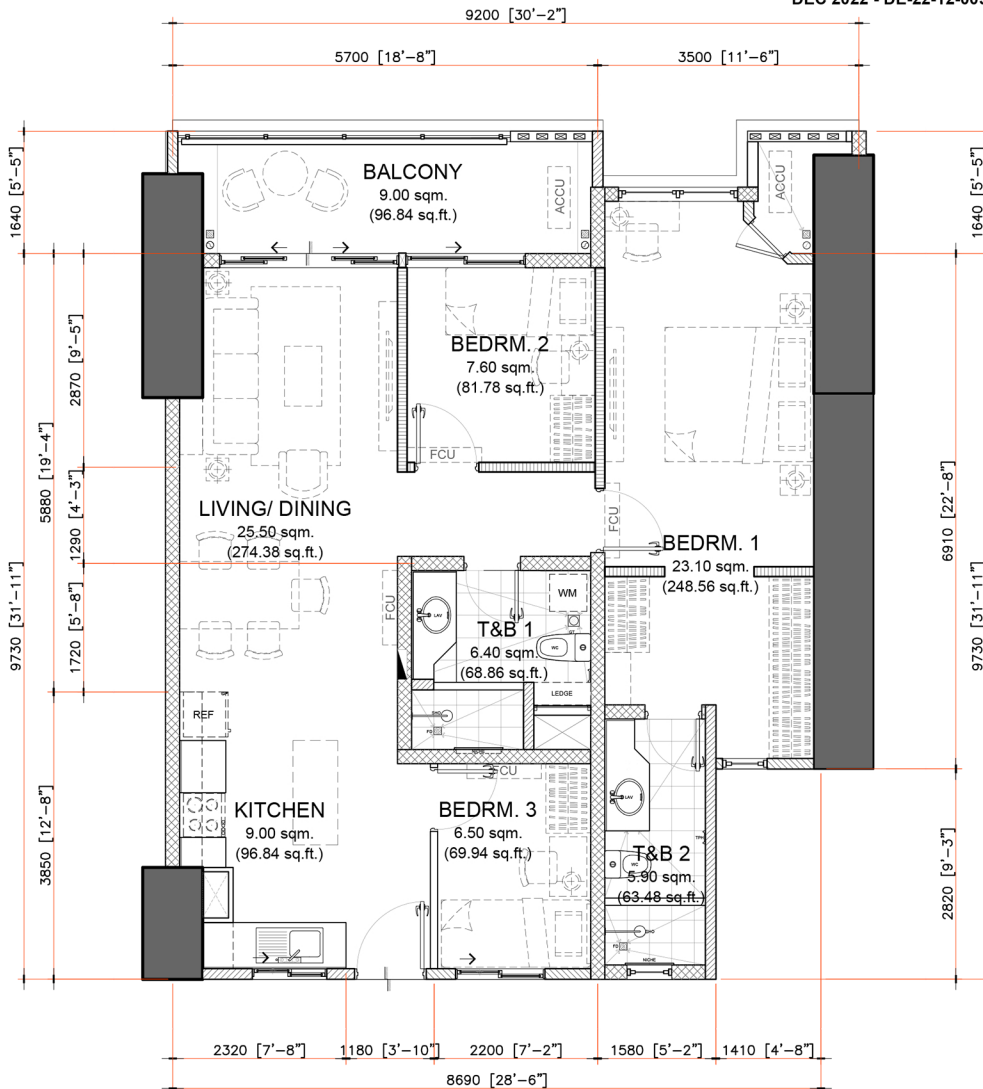 9200 [30'-2"]
5700 [18'-8"]
3500 [11'-6"]
1640 [5'-5"]
1640 [5'-5"]
BALCONY
9.00 sqm.
(96.84 sq.ft.)
ACCU
ACCU
2870 [9'-5"]
5880 [19'-4"]
9730 [31'-11"]
1290 [4'-3"]
1720 [5'-8"]
3850 [12'-8"]
BEDRM. 2
7.60 sqm.
(81.78 sq.ft.)
FCU
LIVING/ DINING
25.50 sqm.
(274.38 sq.ft.)
FCU
BEDRM. 1
23.10 sqm.
(248.56 sq.ft.)
6910 [22'-8"]
9730 [31'-11"]
2820 [9'-3"]
FCU
LAV
WM
T&B 1
6.40 sqm.
(68.86 sq.ft.)
WC
LEDGE
FD
REF
FCU
KITCHEN
9.00 sqm.
(96.84 sq.ft.)
BEDRM. 3
6.50 sqm.
(69.94 sq.ft.)
LAV
T&B 2
5.90 sqm.
(63.48 sq.ft.)
WC
FD
NICHE
2320 [7'-8"]
1180 [3'-10"]
2200 [7'-2"]
1580 [5'-2"]
1410 [4'-8"]
8690 [28'-6"]